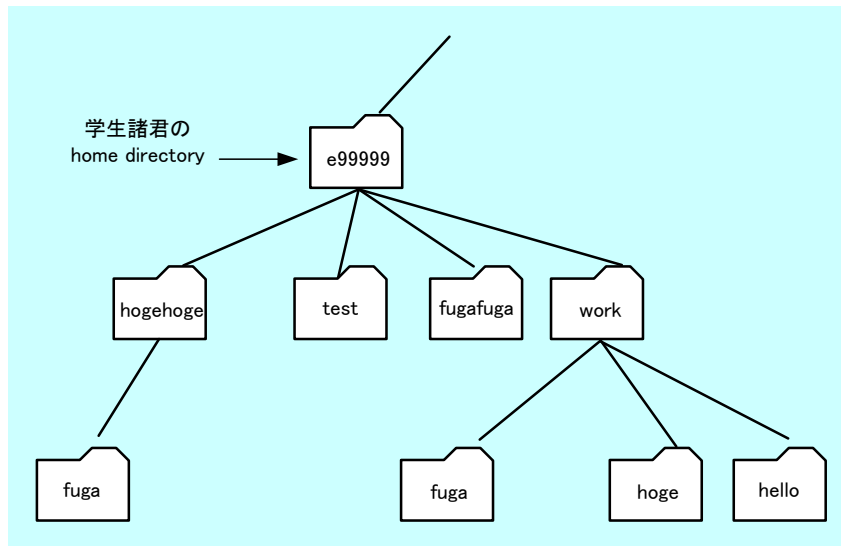 学生諸君の
home directory
e99999
hogehoge
test
fugafuga
work
fuga
fuga
hoge
hello